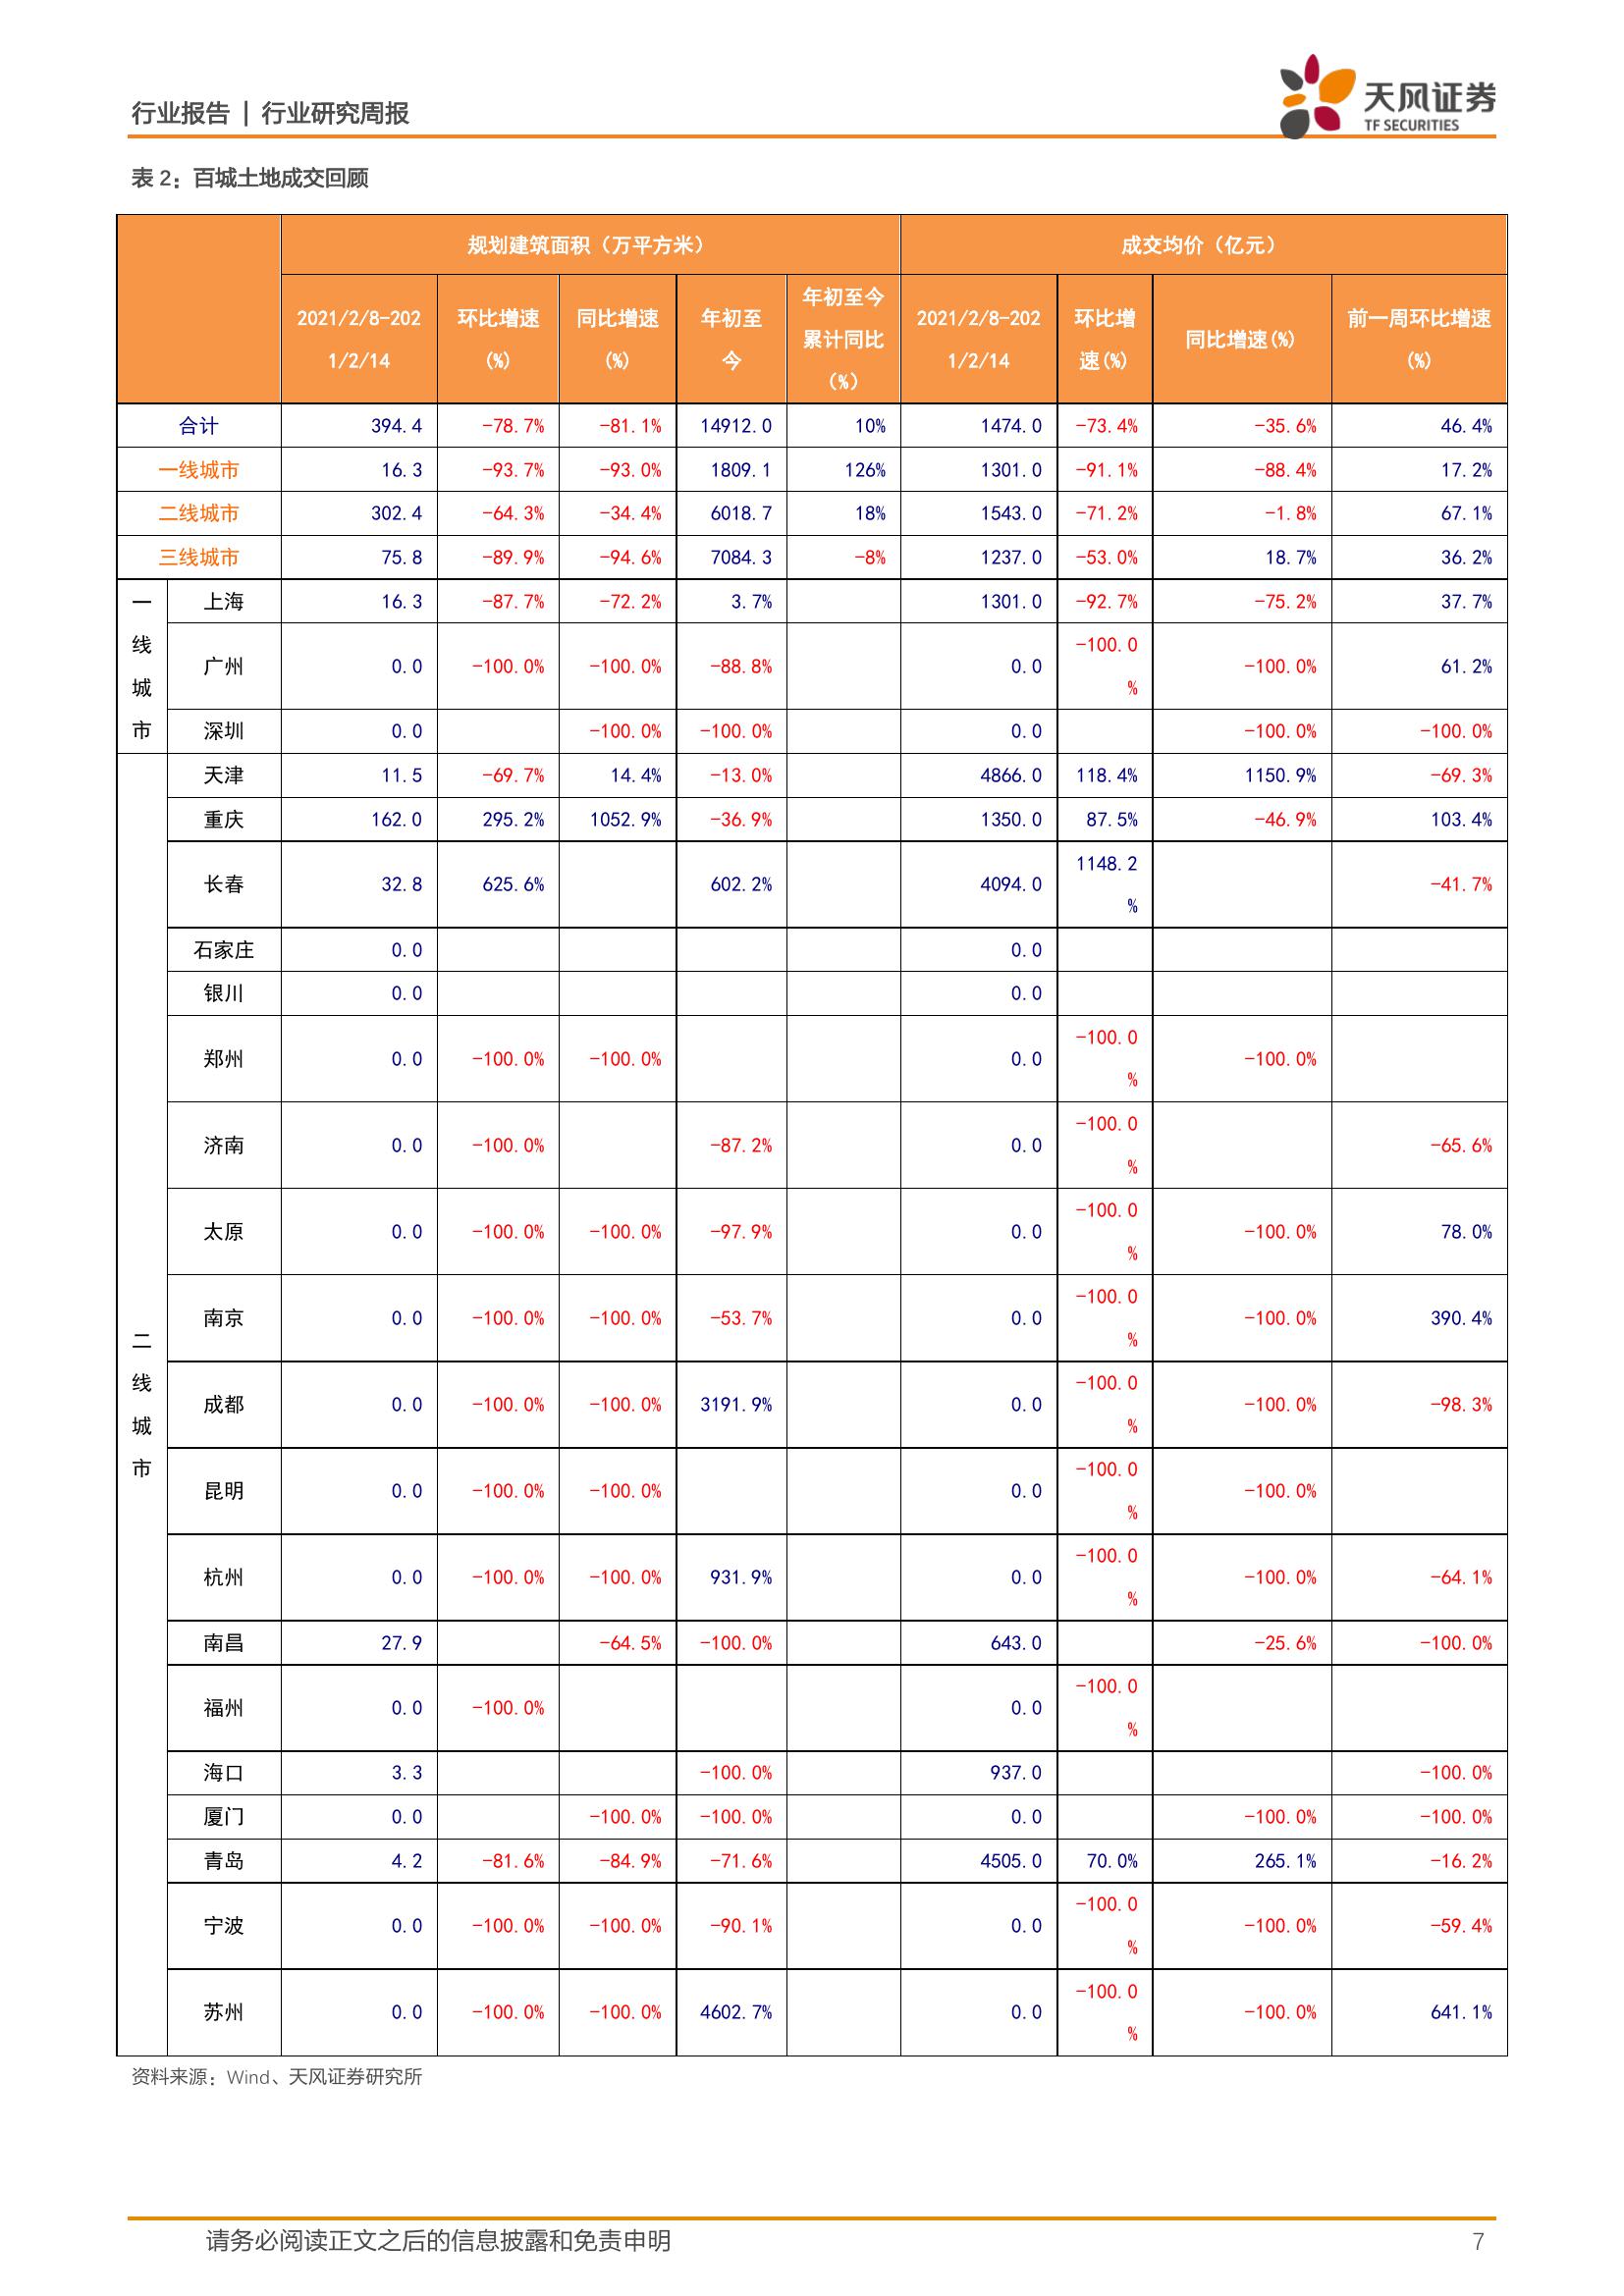 行业报告 | 行业研究周报
天风证券
TF SECURITIES
表 2：百城土地成交回顾
规划建筑面积（万平方米） 成交均价（亿元）
2021/2/8-2021/2/14 环比增速(%) 同比增速(%) 年初至今 年初至今累计同比(%) 2021/2/8-2021/2/14 环比增速(%) 同比增速(%) 前一周环比增速(%)
合计 394.4 -78.7% -81.1% 14912.0 10% 1474.0 -73.4% -35.6% 46.4%
一线城市 16.3 -93.7% -93.0% 1809.1 126% 1301.0 -91.1% -88.4% 17.2%
二线城市 302.4 -64.3% -34.4% 6018.7 18% 1543.0 -71.2% -1.8% 67.1%
三线城市 75.8 -89.9% -94.6% 7084.3 -8% 1237.0 -53.0% 18.7% 36.2%
一线城市
上海 16.3 -87.7% -72.2% 3.7% 1301.0 -92.7% -75.2% 37.7%
广州 0.0 -100.0% -100.0% -88.8% 0.0 -100.0% -100.0% 61.2%
深圳 0.0 -100.0% -100.0% 0.0 -100.0% -100.0%
二线城市
天津 11.5 -69.7% 14.4% -13.0% 4866.0 118.4% 1150.9% -69.3%
重庆 162.0 295.2% 1052.9% -36.9% 1350.0 87.5% -46.9% 103.4%
长春 32.8 625.6% 602.2% 4094.0 1148.2% -41.7%
石家庄 0.0 0.0
银川 0.0 0.0
郑州 0.0 -100.0% -100.0% 0.0 -100.0% -100.0%
济南 0.0 -100.0% -87.2% 0.0 -100.0% -65.6%
太原 0.0 -100.0% -100.0% -97.9% 0.0 -100.0% -100.0% 78.0%
南京 0.0 -100.0% -100.0% -53.7% 0.0 -100.0% -100.0% 390.4%
成都 0.0 -100.0% -100.0% 3191.9% 0.0 -100.0% -100.0% -98.3%
昆明 0.0 -100.0% -100.0% 0.0 -100.0% -100.0%
杭州 0.0 -100.0% -100.0% 931.9% 0.0 -100.0% -100.0% -64.1%
南昌 27.9 -64.5% -100.0% 643.0 -25.6% -100.0%
福州 0.0 -100.0% 0.0 -100.0%
海口 3.3 -100.0% 937.0 -100.0%
厦门 0.0 -100.0% -100.0% 0.0 -100.0% -100.0%
青岛 4.2 -81.6% -84.9% -71.6% 4505.0 70.0% 265.1% -16.2%
宁波 0.0 -100.0% -100.0% -90.1% 0.0 -100.0% -100.0% -59.4%
苏州 0.0 -100.0% -100.0% 4602.7% 0.0 -100.0% -100.0% 641.1%
资料来源：Wind、天风证券研究所
请务必阅读正文之后的信息披露和免责申明 7